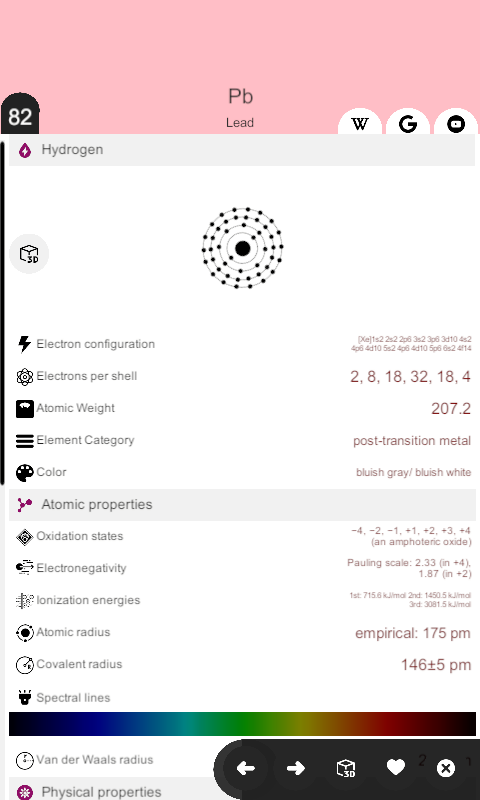 Pb
82
Lead
W G
Hydrogen
3D
Electron configuration
[Xe]1s2 2s2 2p6 3s2 3p6 3d10 4s2
4p6 4d10 5s2 4p6 4d10 5p6 6s2 4f14
Electrons per shell 2, 8, 18, 32, 18, 4
Atomic Weight 207.2
Element Category post-transition metal
Color bluish gray/ bluish white
Atomic properties
Oxidation states −4, −2, −1, +1, +2, +3, +4
(an amphoteric oxide)
Electronegativity Pauling scale: 2.33 (in +4),
1.87 (in +2)
Ionization energies 1st: 715.6 kJ/mol 2nd: 1450.5 kJ/mol
3rd: 3081.5 kJ/mol
Atomic radius empirical: 175 pm
Covalent radius 146±5 pm
Spectral lines
Van der Waals radius
3D
Physical properties